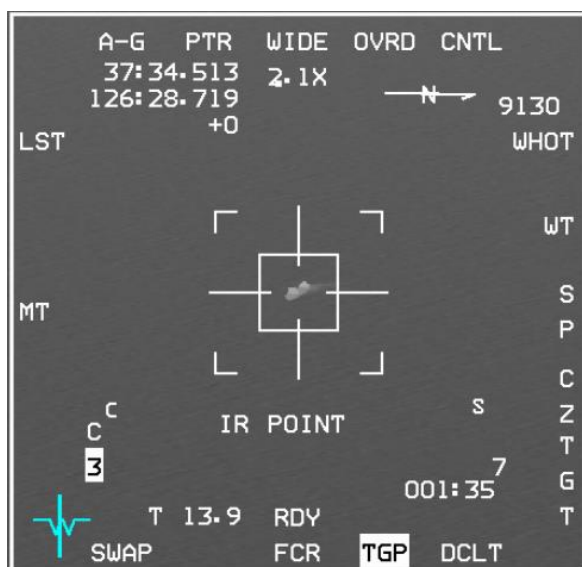 A-G PTR WIDE OVRD CNTL
37:34.513 2.1X
126:28.719 N 9130
+0
LST WHOT
WT
MT
S
P
C
C S Z
C IR POINT T
3 7 G
001:35
T 13.9 RDY T
SWAP FCR TGP DCLT